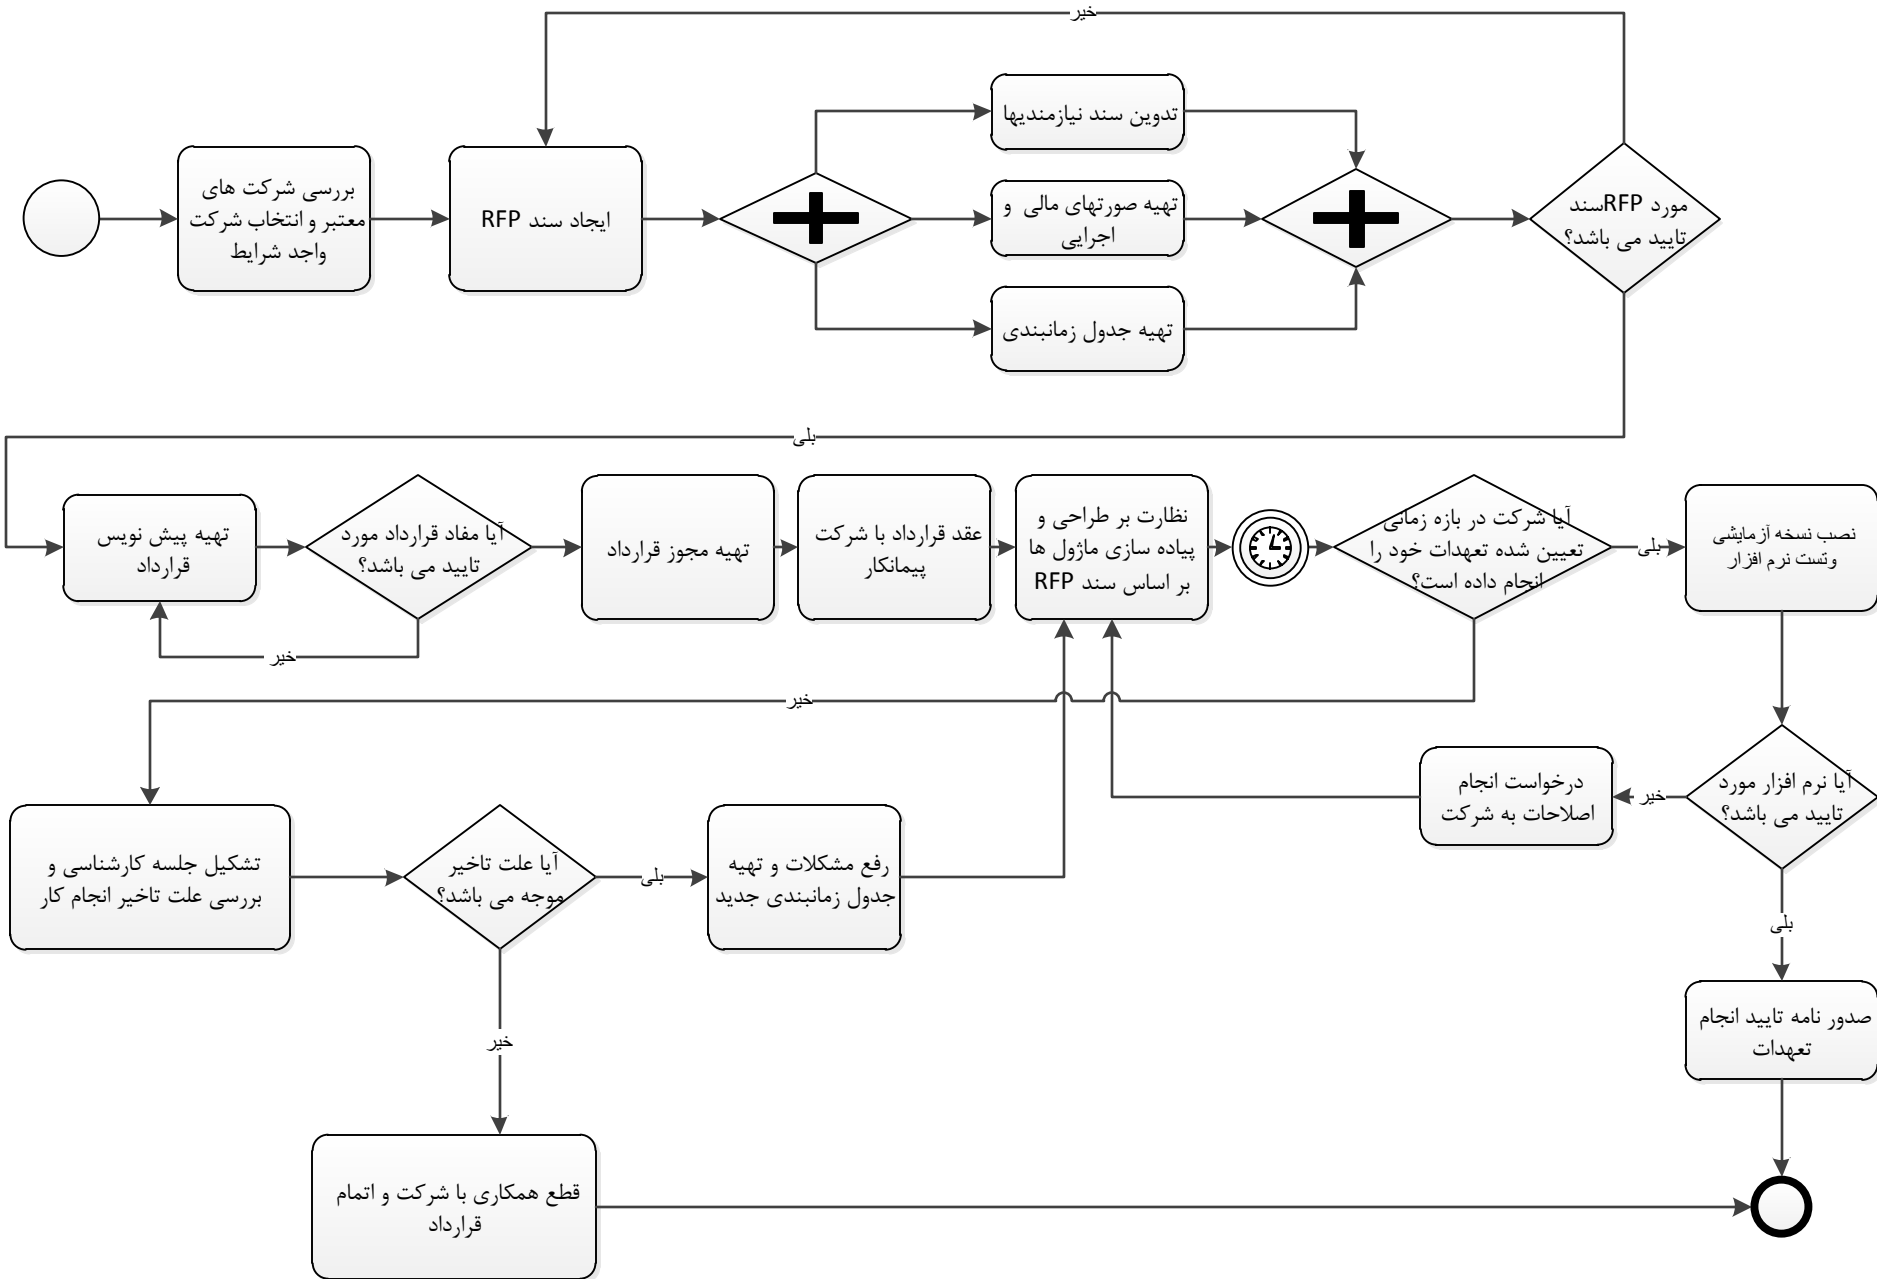 خیر
بررسی شرکت های
معتبر و انتخاب شرکت
واجد شرایط
ایجاد سند RFP
تدوین سند نیازمندیها
تهیه صورتهای مالی و
اجرایی
تهیه جدول زمانبندی
سندRFP مورد
تایید می باشد؟
بلی
تهیه پیش نویس
قرارداد
آیا مفاد قرارداد مورد
تایید می باشد؟
خیر
تهیه مجوز قرارداد
عقد قرارداد با شرکت
پیمانکار
نظارت بر طراحی و
پیاده سازی ماژول ها
بر اساس سند RFP
آیا شرکت در بازه زمانی
تعیین شده تعهدات خود را
انجام داده است؟
بلی
نصب نسخه آزمایشی
وتست نرم افزار
خیر
آیا نرم افزار مورد
تایید می باشد؟
خیر
درخواست انجام
اصلاحات به شرکت
تشکیل جلسه کارشناسی و
بررسی علت تاخیر انجام کار
آیا علت تاخیر
موجه می باشد؟
بلی
رفع مشکلات و تهیه
جدول زمانبندی جدید
بلی
خیر
صدور نامه تایید انجام
تعهدات
قطع همکاری با شرکت و اتمام
قرارداد